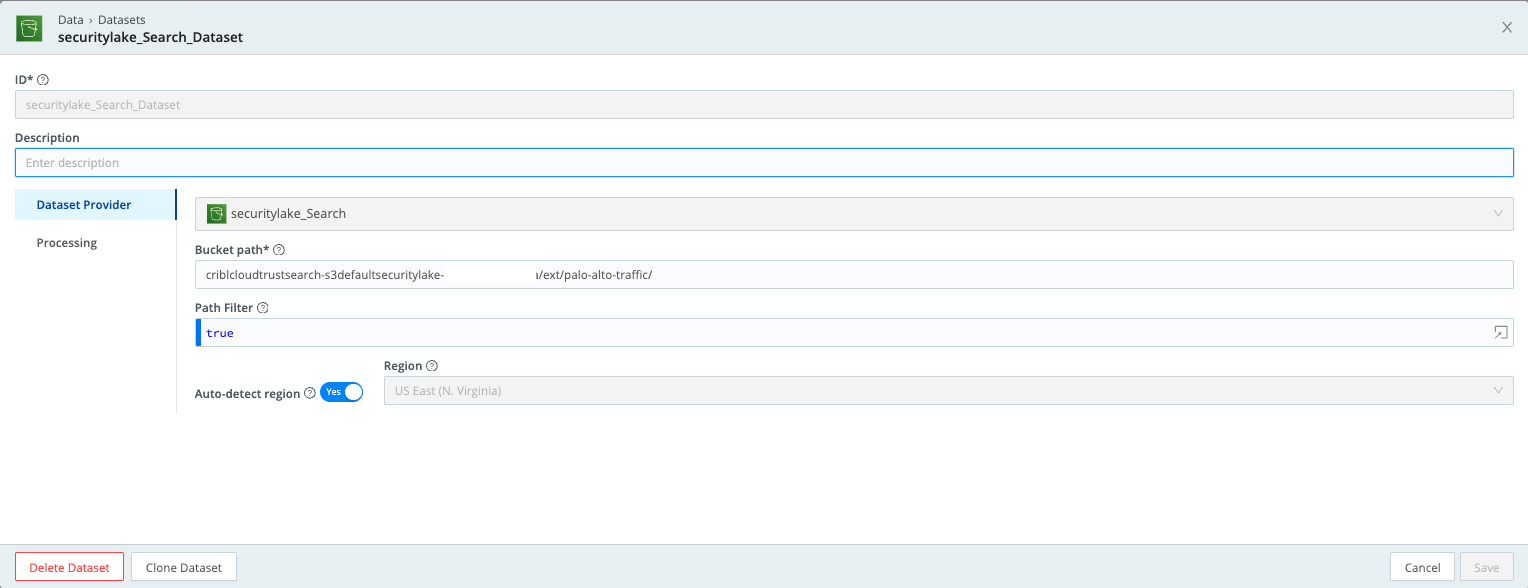 Data › Datasets
securitylake_Search_Dataset
ID*
securitylake_Search_Dataset
Description
Enter description
Dataset Provider
Processing
securitylake_Search
Bucket path*
criblcloudtrustsearch-s3defaultsecuritylake- a/ext/palo-alto-traffic/
Path Filter
true
Auto-detect region Yes
Region
US East (N. Virginia)
Delete Dataset Clone Dataset Cancel Save